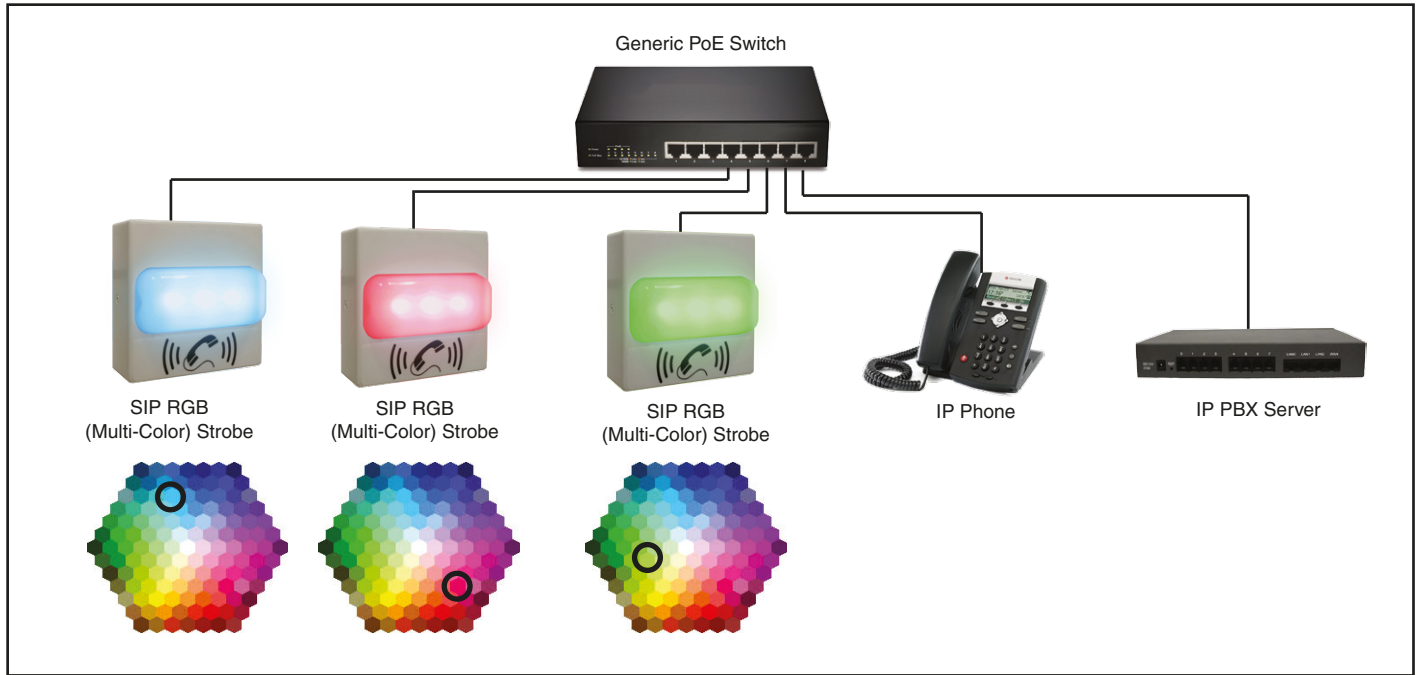 Generic PoE Switch
SIP RGB
(Multi-Color) Strobe
SIP RGB
(Multi-Color) Strobe
SIP RGB
(Multi-Color) Strobe
IP Phone
IP PBX Server